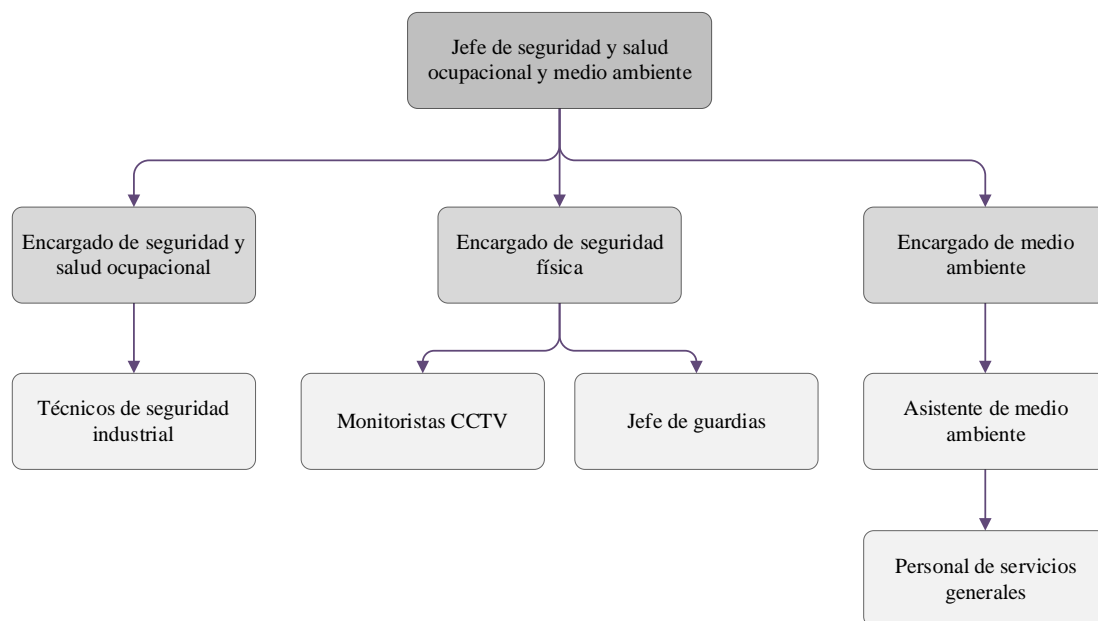 Jefe de seguridad y salud
ocupacional y medio ambiente
Encargado de seguridad y
salud ocupacional
Encargado de seguridad
física
Encargado de medio
ambiente
Técnicos de seguridad
industrial
Monitoristas CCTV
Jefe de guardias
Asistente de medio
ambiente
Personal de servicios
generales